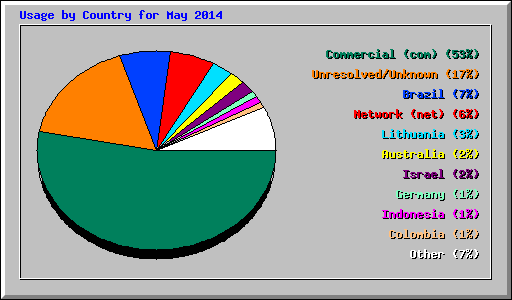 Usage by Country for May 2014
Commercial (com) (53%)
Unresolved/Unknown (17%)
Brazil (7%)
Network (net) (6%)
Lithuania (3%)
Australia (2%)
Israel (2%)
Germany (1%)
Indonesia (1%)
Colombia (1%)
Other (7%)